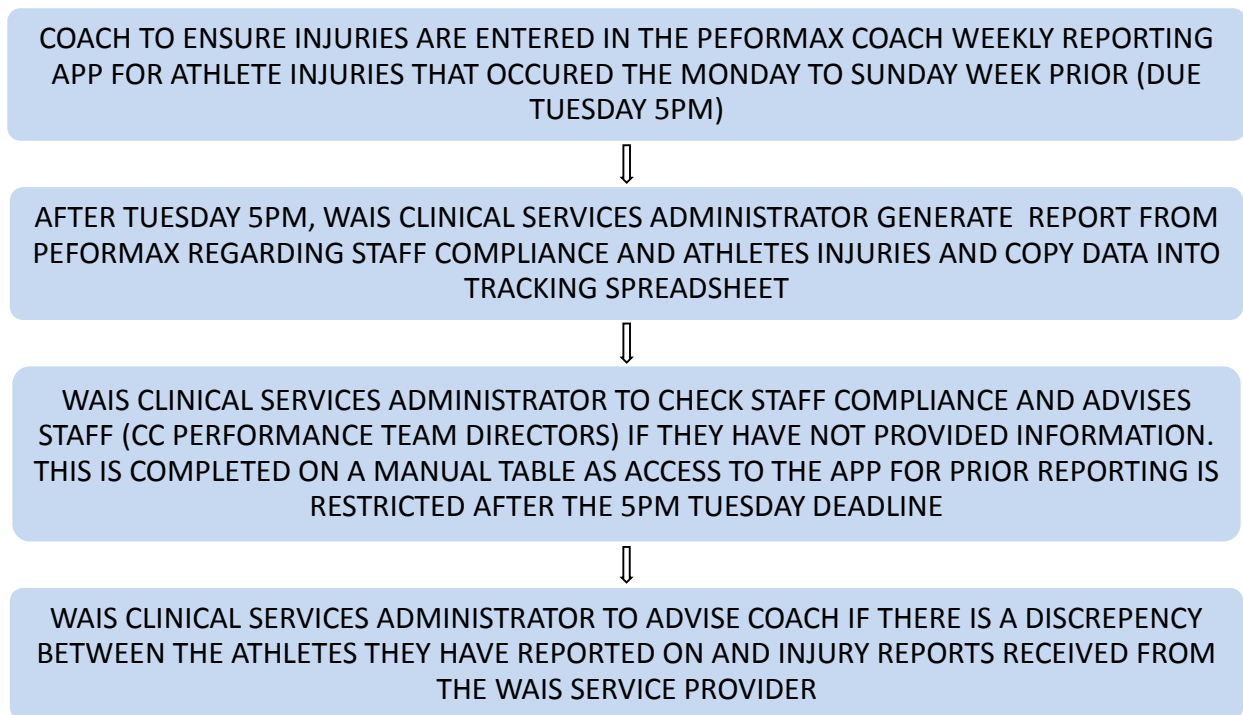 COACH TO ENSURE INJURIES ARE ENTERED IN THE PEFORMAX COACH WEEKLY REPORTING
APP FOR ATHLETE INJURIES THAT OCCURED THE MONDAY TO SUNDAY WEEK PRIOR (DUE
TUESDAY 5PM)
AFTER TUESDAY 5PM, WAIS CLINICAL SERVICES ADMINISTRATOR GENERATE REPORT FROM
PEFORMAX REGARDING STAFF COMPLIANCE AND ATHLETES INJURIES AND COPY DATA INTO
TRACKING SPREADSHEET
WAIS CLINICAL SERVICES ADMINISTRATOR TO CHECK STAFF COMPLIANCE AND ADVISES
STAFF (CC PERFORMANCE TEAM DIRECTORS) IF THEY HAVE NOT PROVIDED INFORMATION.
THIS IS COMPLETED ON A MANUAL TABLE AS ACCESS TO THE APP FOR PRIOR REPORTING IS
RESTRICTED AFTER THE 5PM TUESDAY DEADLINE
WAIS CLINICAL SERVICES ADMINISTRATOR TO ADVISE COACH IF THERE IS A DISCREPENCY
BETWEEN THE ATHLETES THEY HAVE REPORTED ON AND INJURY REPORTS RECEIVED FROM
THE WAIS SERVICE PROVIDER